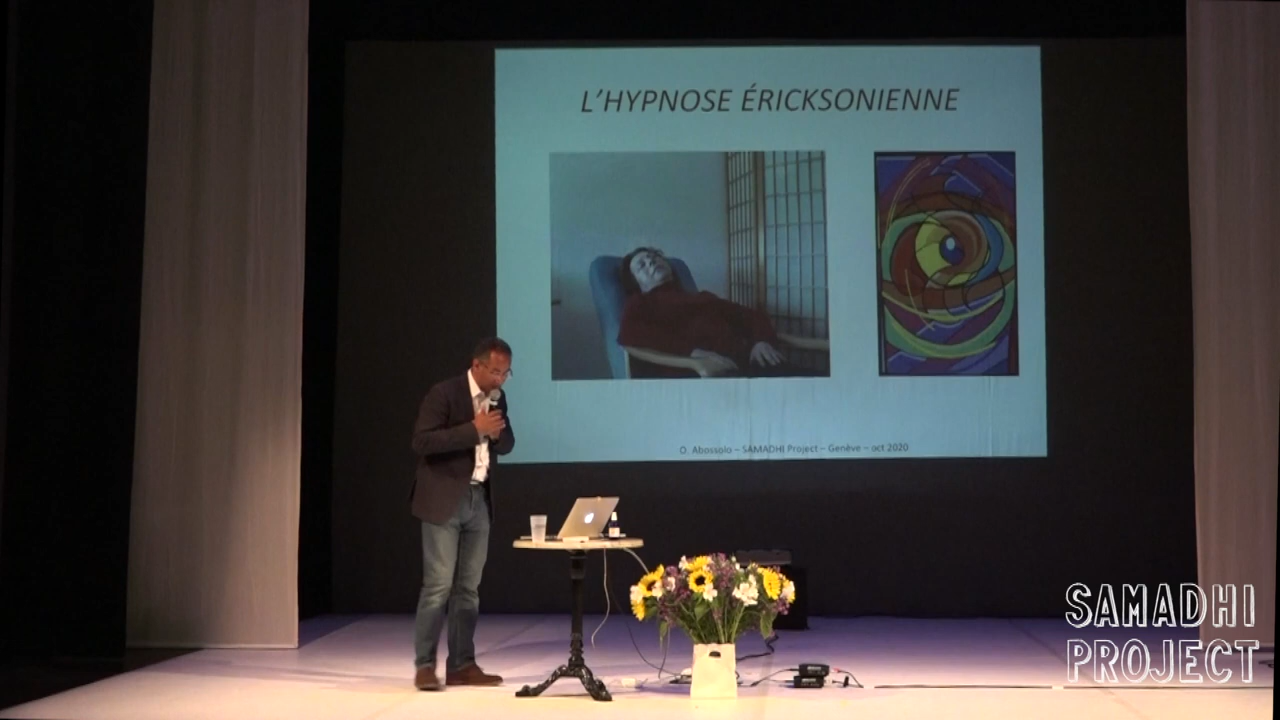 L'HYPNOSE ÉRICKSONIENNE
O. Abossolo – SAMADHI Project – Genève – oct 2020
SAMADHI
PROJECT